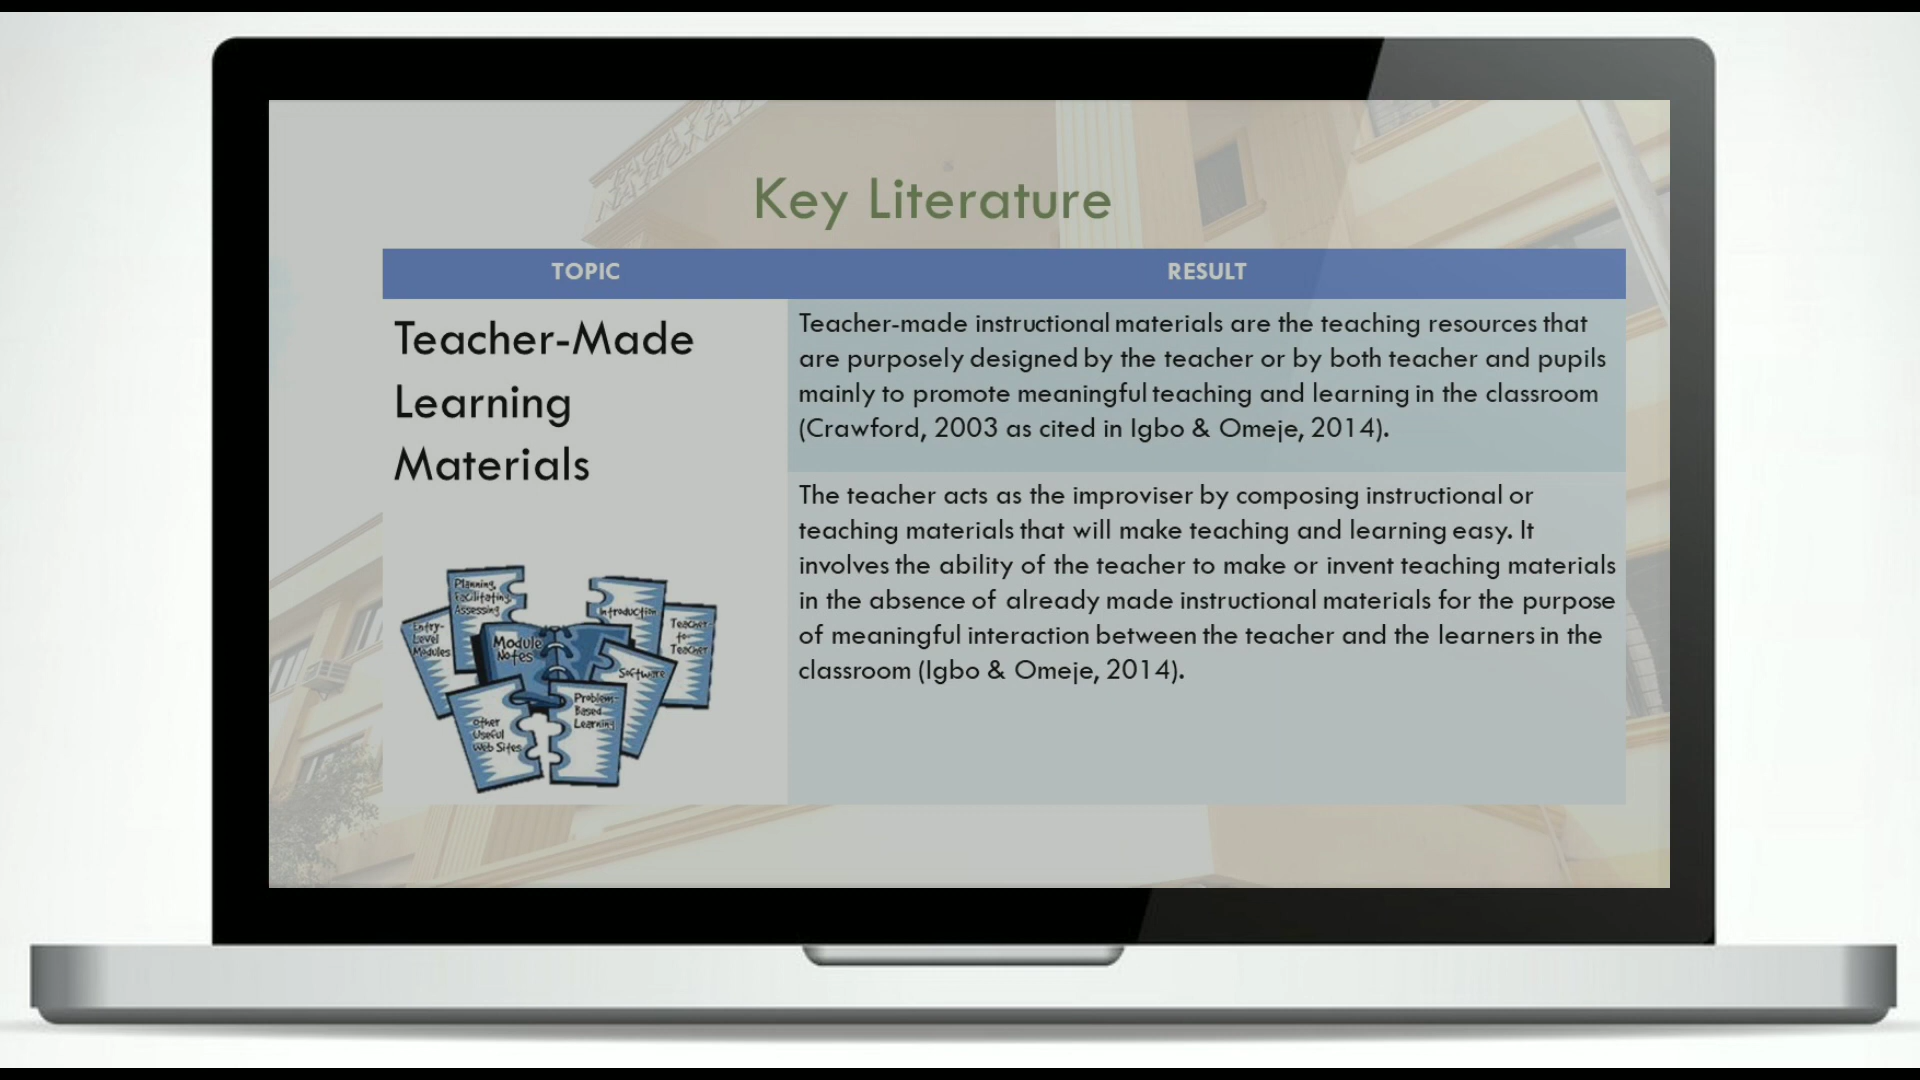 Key Literature
TOPIC
RESULT
Teacher-Made
Learning
Materials
Teacher-made instructional materials are the teaching resources that
are purposely designed by the teacher or by both teacher and pupils
mainly to promote meaningful teaching and learning in the classroom
(Crawford, 2003 as cited in Igbo & Omeje, 2014).
The teacher acts as the improviser by composing instructional or
teaching materials that will make teaching and learning easy. It
involves the ability of the teacher to make or invent teaching materials
in the absence of already made instructional materials for the purpose
of meaningful interaction between the teacher and the learners in the
classroom (Igbo & Omeje, 2014).
Planning,
Facilitating,
Assessing
Introduction
Entry-
Level
Modules
Module
Notes
Teacher-
to-
Teacher
Software
Problem-
Based
Learning
Other
Useful
Web Sites